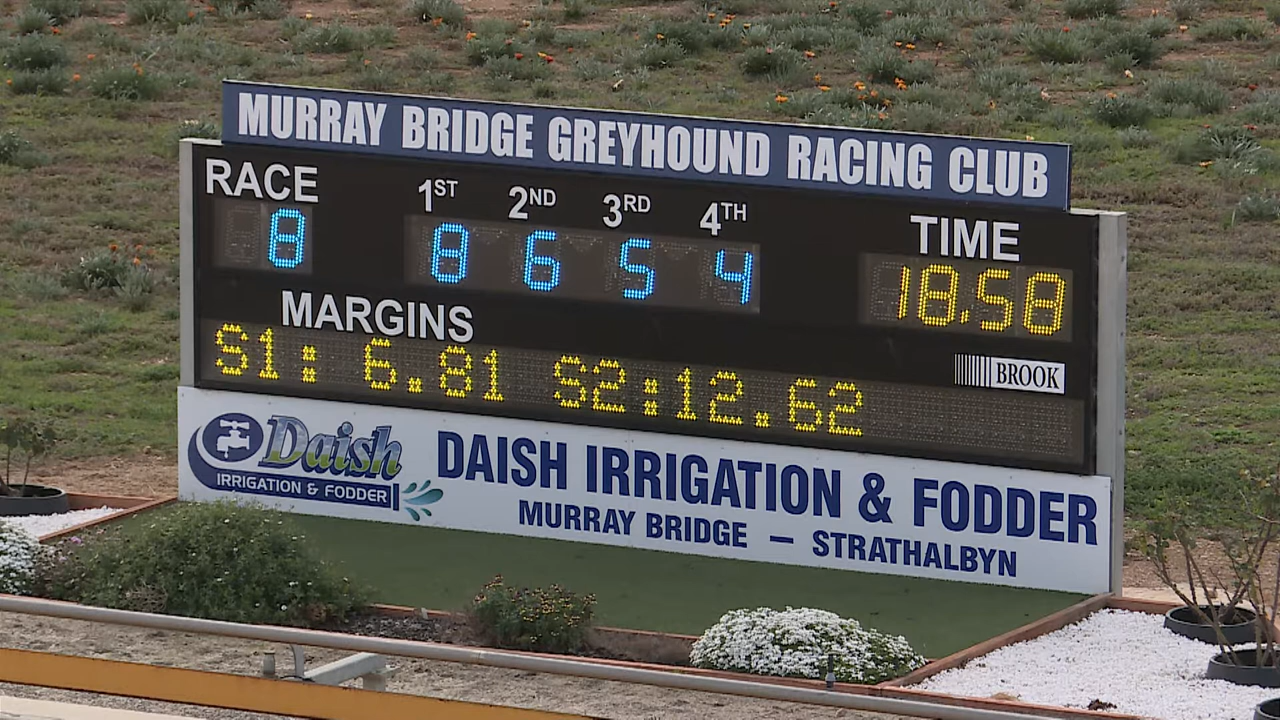 MURRAY BRIDGE GREYHOUND RACING CLUB
RACE 1ST 2ND 3RD 4TH TIME
8 8 6 5 4 18.58
MARGINS
S1: 6.81 S2:12.62
BROOK
Daish
IRRIGATION & FODDER
DAISH IRRIGATION & FODDER
MURRAY BRIDGE – STRATHALBYN